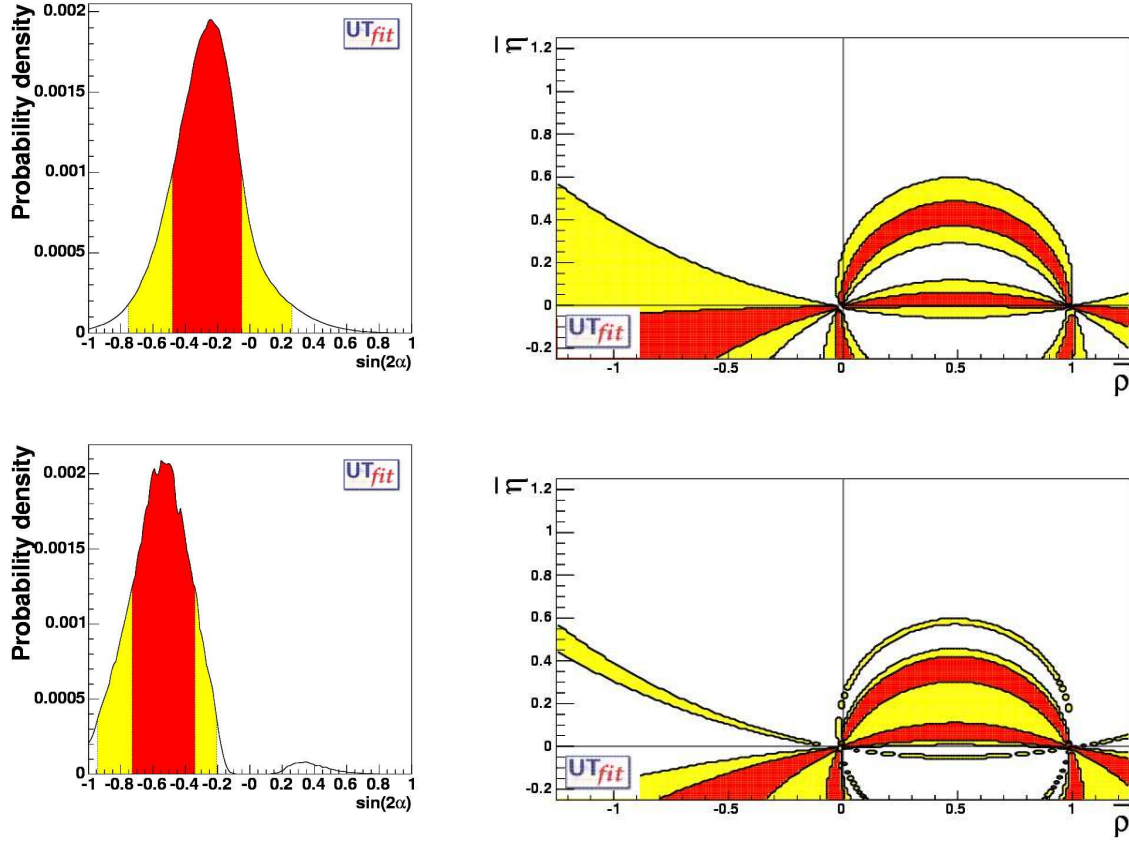 Probability density
0.002
0.0015
0.001
0.0005
0
-1 -0.8 -0.6 -0.4 -0.2 -0 0.2 0.4 0.6 0.8 1
sin(2α)
UTfit
η̅
1.2
1
0.8
0.6
0.4
0.2
0
-0.2
-1 -0.5 0 0.5 1
ρ̅
UTfit
Probability density
0.002
0.0015
0.001
0.0005
0
-1 -0.8 -0.6 -0.4 -0.2 -0 0.2 0.4 0.6 0.8 1
sin(2α)
UTfit
η̅
1.2
1
0.8
0.6
0.4
0.2
0
-0.2
-1 -0.5 0 0.5 1
ρ̅
UTfit